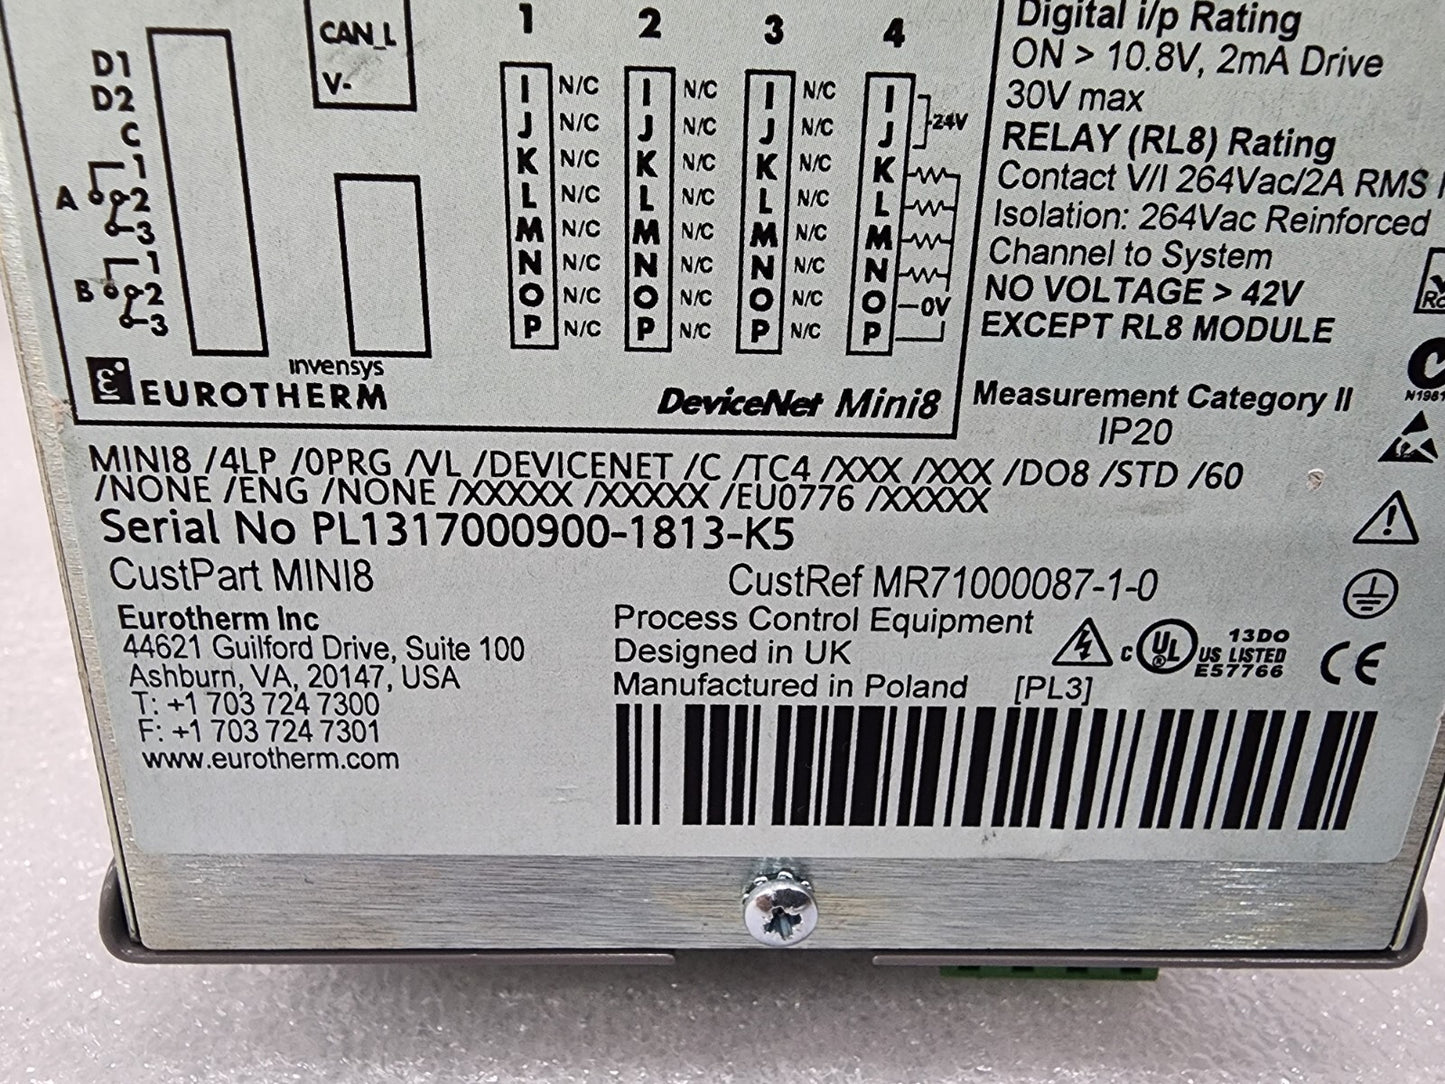 CAN_L
V-
D1
D2
C
A 1
2
3
B 1
2
3
1 2 3 4
I N/C I N/C I N/C I
J N/C J N/C J N/C J 24V
K N/C K N/C K N/C K
L N/C L N/C L N/C L
M N/C M N/C M N/C M
N N/C N N/C N N/C N
O N/C O N/C O N/C O 0V
P N/C P N/C P N/C P
invensys
EUROTHERM
DeviceNet Mini8
Digital i/p Rating
ON > 10.8V, 2mA Drive
30V max
RELAY (RL8) Rating
Contact V/I 264Vac/2A RMS
Isolation: 264Vac Reinforced
Channel to System
NO VOLTAGE > 42V
EXCEPT RL8 MODULE
Measurement Category II
IP20
MINI8 /4LP /0PRG /VL /DEVICENET /C /TC4 /XXX /XXX /DO8 /STD /60
/NONE /ENG /NONE /XXXXX /XXXXX /EU0776 /XXXXX
Serial No PL1317000900-1813-K5
CustPart MINI8 CustRef MR71000087-1-0
Eurotherm Inc
44621 Guilford Drive, Suite 100
Ashburn, VA, 20147, USA
T: +1 703 724 7300
F: +1 703 724 7301
www.eurotherm.com
Process Control Equipment
Designed in UK
Manufactured in Poland [PL3]
C UL ® US LISTED
13DO
E57766
CE